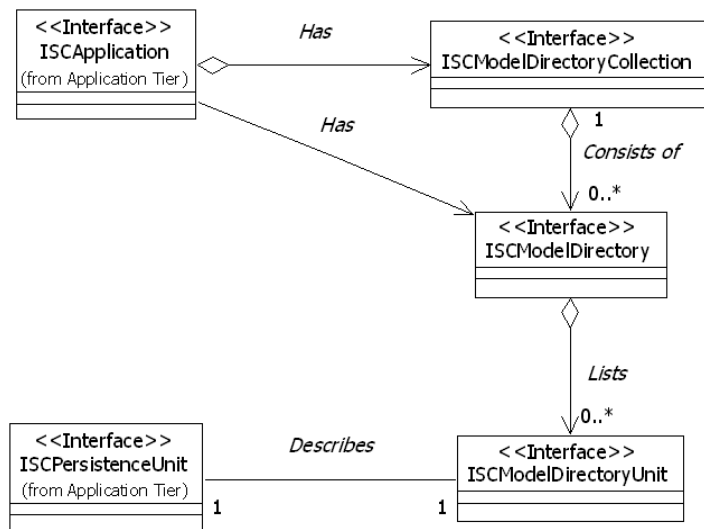 <<Interface>>
ISCApplication
(from Application Tier)
Has
<<Interface>>
ISCModelDirectoryCollection
1
Has
Consists of
0..*
<<Interface>>
ISCModelDirectory
Lists
0..*
<<Interface>>
ISCPersistenceUnit
(from Application Tier)
1
Describes
1
<<Interface>>
ISCModelDirectoryUnit